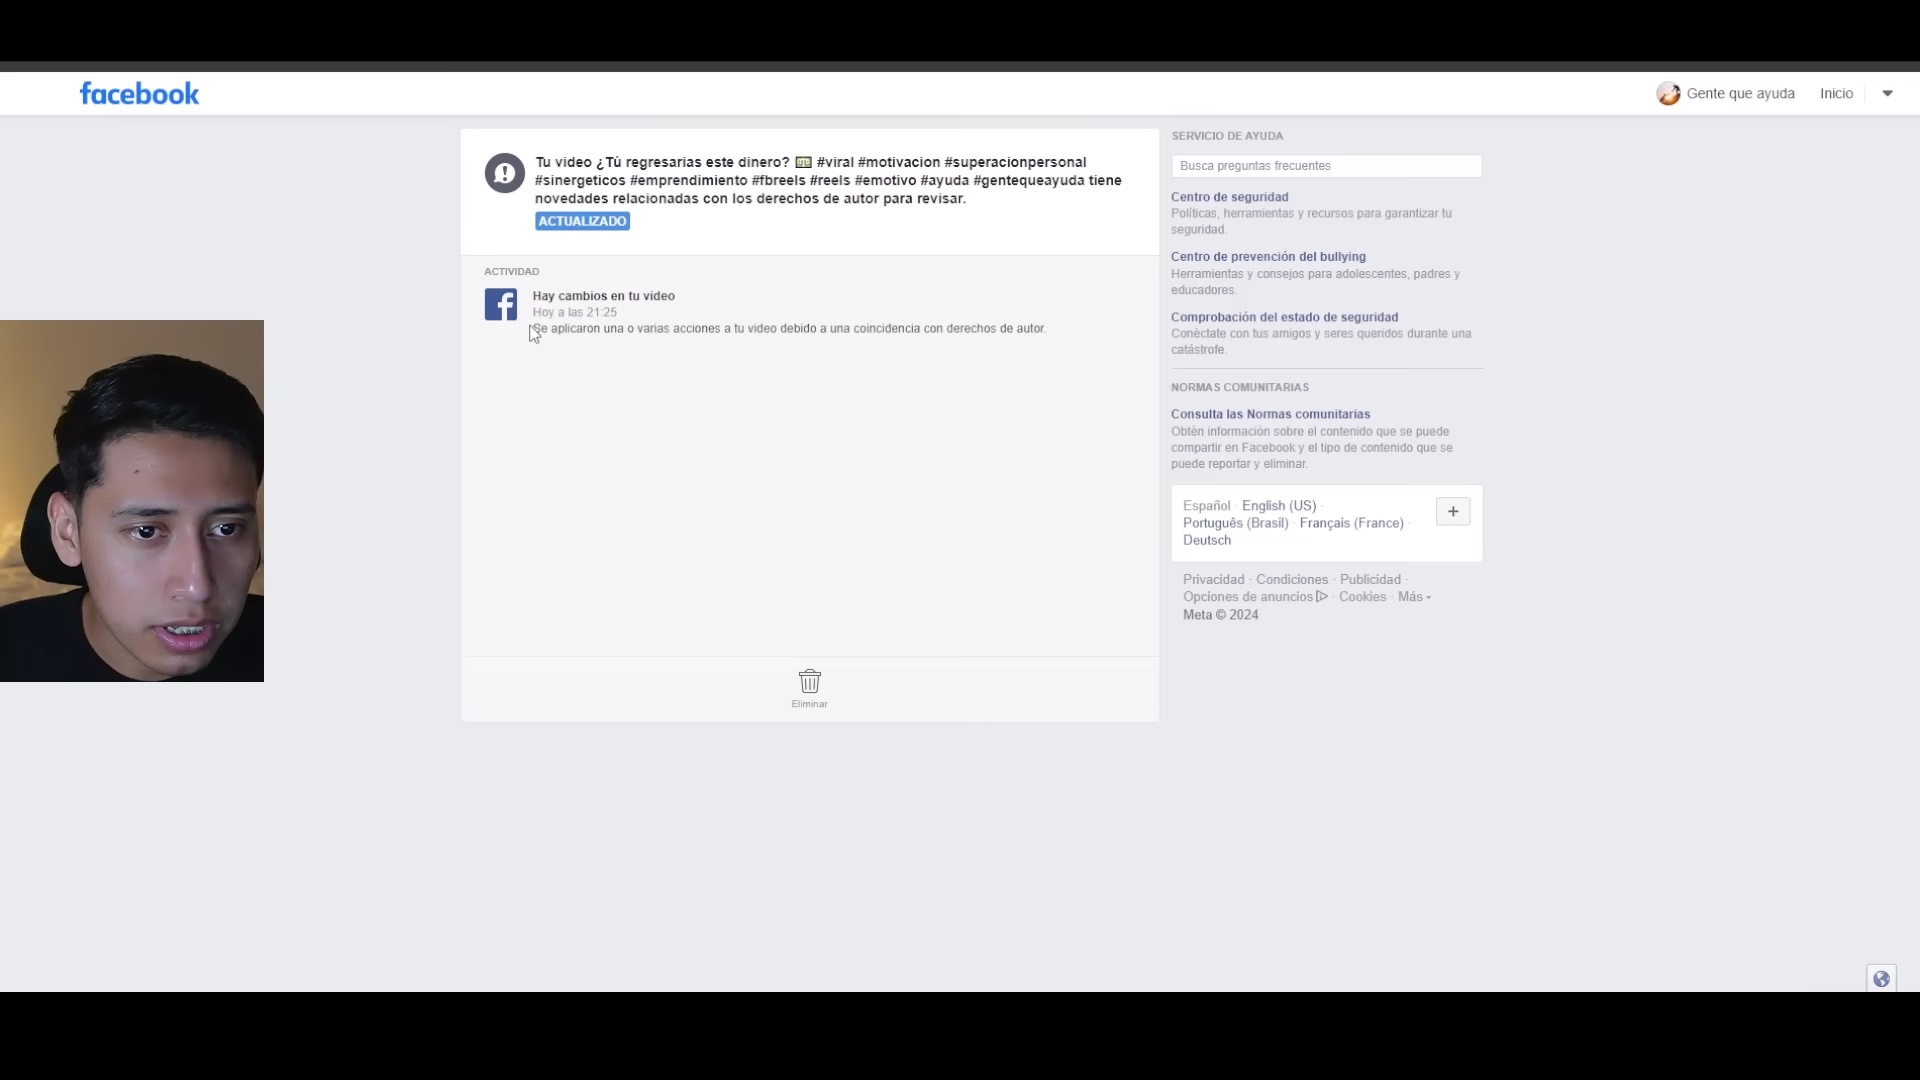 facebook
Gente que ayuda
Inicio
Tu video ¿Tú regresarias este dinero? 💵 #viral #motivacion #superacionpersonal
#sinergeticos #emprendimiento #fbreels #reels #emotivo #ayuda #gentequeayuda tiene
novedades relacionadas con los derechos de autor para revisar.
ACTUALIZADO
ACTIVIDAD
Hay cambios en tu video
Hoy a las 21:25
Se aplicaron una o varias acciones a tu video debido a una coincidencia con derechos de autor.
Eliminar
SERVICIO DE AYUDA
Busca preguntas frecuentes
Centro de seguridad
Políticas, herramientas y recursos para garantizar tu
seguridad.
Centro de prevención del bullying
Herramientas y consejos para adolescentes, padres y
educadores.
Comprobación del estado de seguridad
Conéctate con tus amigos y seres queridos durante una
catástrofe.
NORMAS COMUNITARIAS
Consulta las Normas comunitarias
Obtén información sobre el contenido que se puede
compartir en Facebook y el tipo de contenido que se
puede reportar y eliminar.
Español · English (US) ·
Português (Brasil) · Français (France) ·
Deutsch
+
Privacidad · Condiciones · Publicidad ·
Opciones de anuncios · Cookies · Más
Meta © 2024